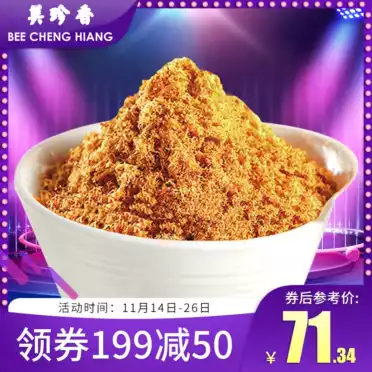 美珍香
BEE CHENG HIANG
活动时间：11月14日-26日
领券199减50
券后参考价:
￥71.34